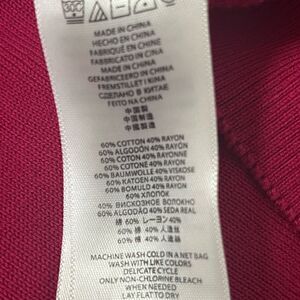 60C
MADE IN CHINA
HECHO EN CHINA
FABRIQUÉ EN CHINE
FABBRICATO IN CINA
MADE IN CHINA
GEFABRICEERD IN CHINA
FREMSTILLET I KINA
СДЕЛАНО В КИТАЕ
FEITO NA CHINA
中国製
中国制造
中國製造
60% COTTON 40% RAYON
60% ALGODÓN 40% RAYÓN
60% COTON 40% RAYONNE
60% COTONE 40% RAYON
60% BAUMWOLLE 40% VISKOSE
60% KATOEN 40% RAYON
60% BOMULD 40% RAYON
60% ХЛОПОК
40% ВИСКОЗНОЕ ВОЛОКНО
60% ALGODÃO 40% SEDA REAL
綿 60% レーヨン 40%
60% 棉 40% 人造丝
60% 棉 40% 人造絲
MACHINE WASH COLD IN A NET BAG
WASH WITH LIKE COLORS
DELICATE CYCLE
ONLY NON-CHLORINE BLEACH
WHEN NEEDED
LAY FLAT TO DRY